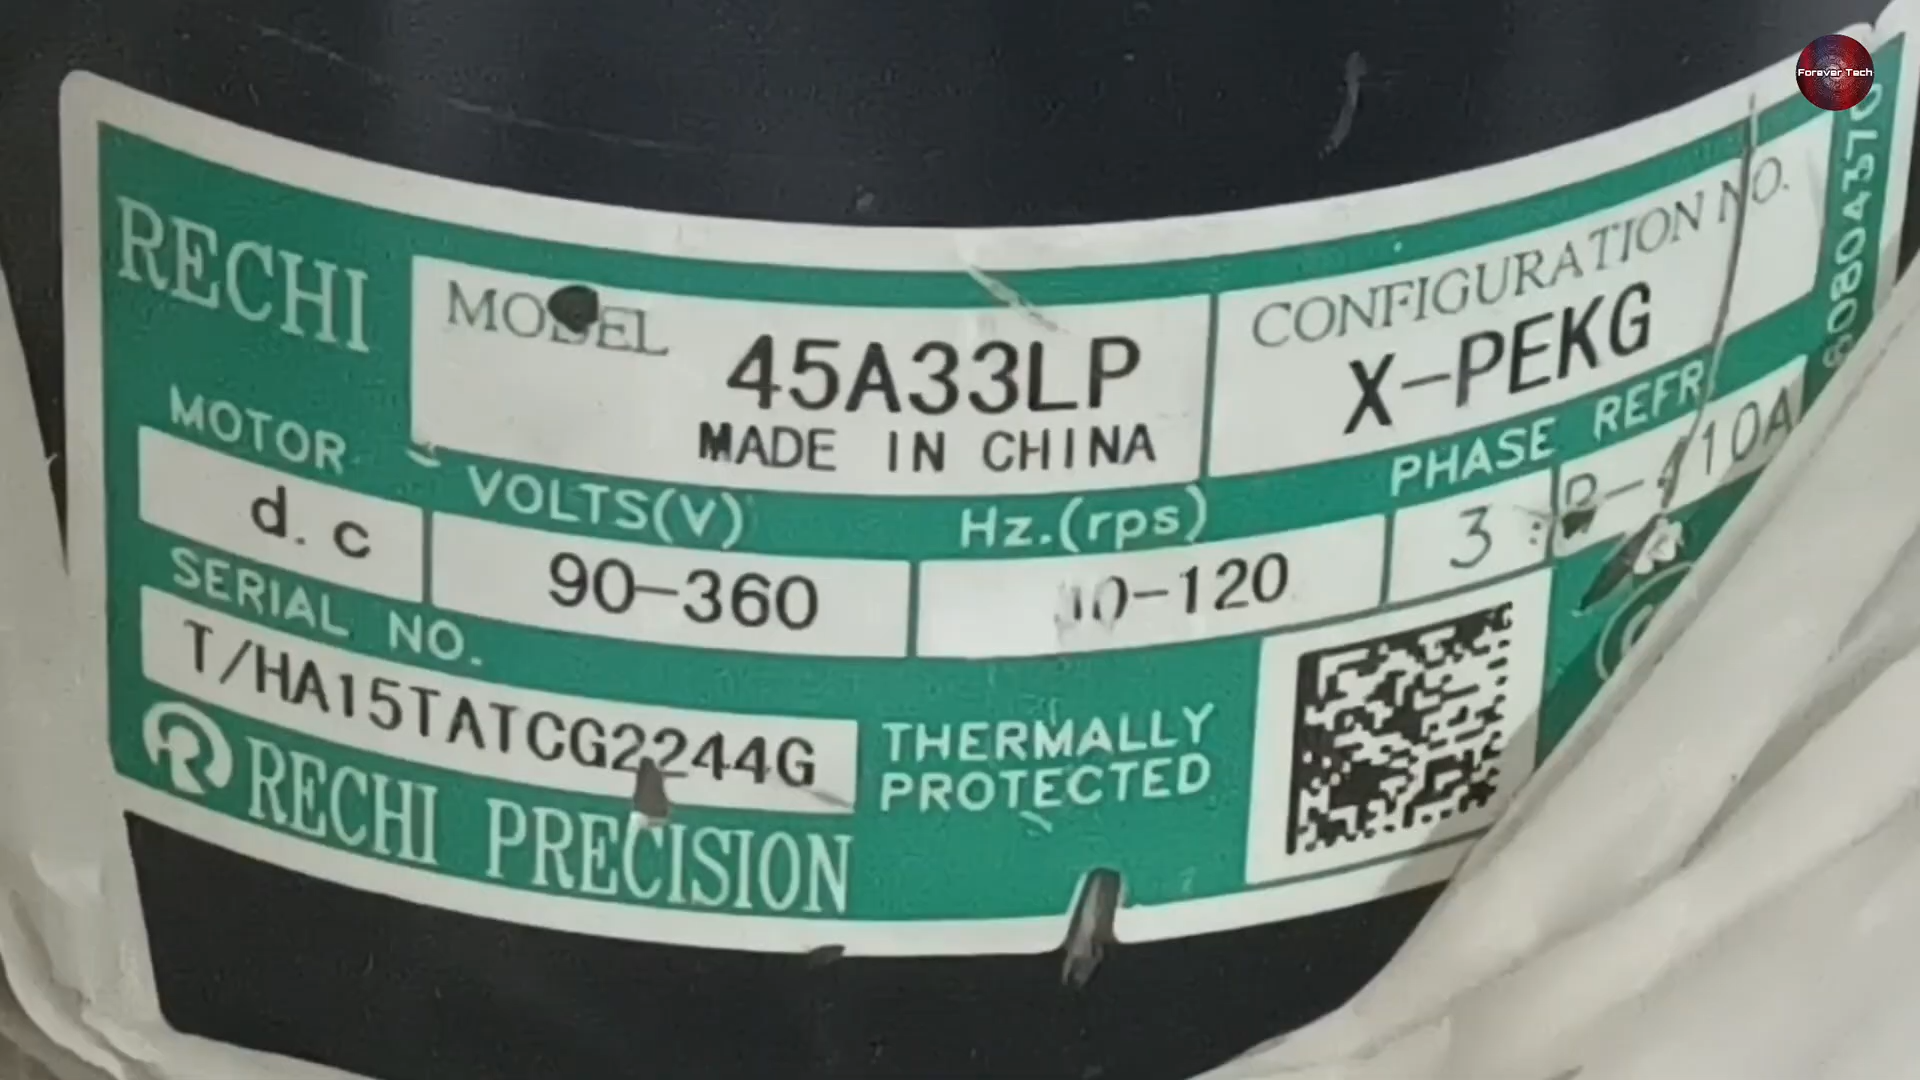 Forever Tech
RECHI
MODEL
45A33LP
MADE IN CHINA
CONFIGURATION NO.
X-PEKG
MOTOR
d.c
VOLTS(V)
90-360
Hz.(rps)
10-120
PHASE
3
REFR
R-410A
SERIAL NO.
T/HA15TATCG2244G
THERMALLY
PROTECTED
RECHI PRECISION